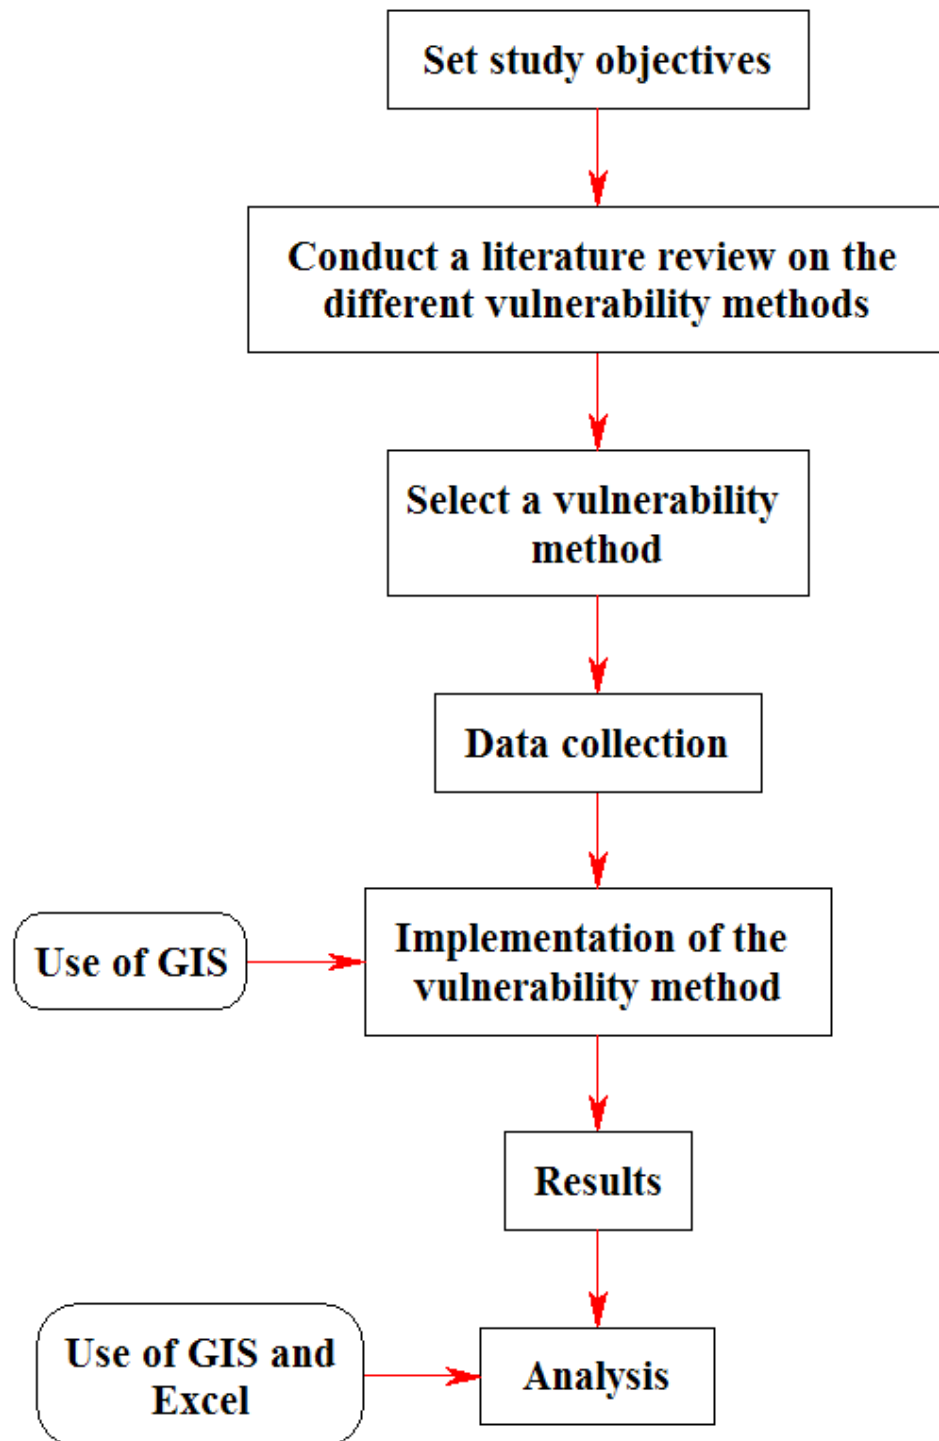 Set study objectives
Conduct a literature review on the
different vulnerability methods
Select a vulnerability
method
Data collection
Use of GIS
Implementation of the
vulnerability method
Results
Use of GIS and
Excel
Analysis